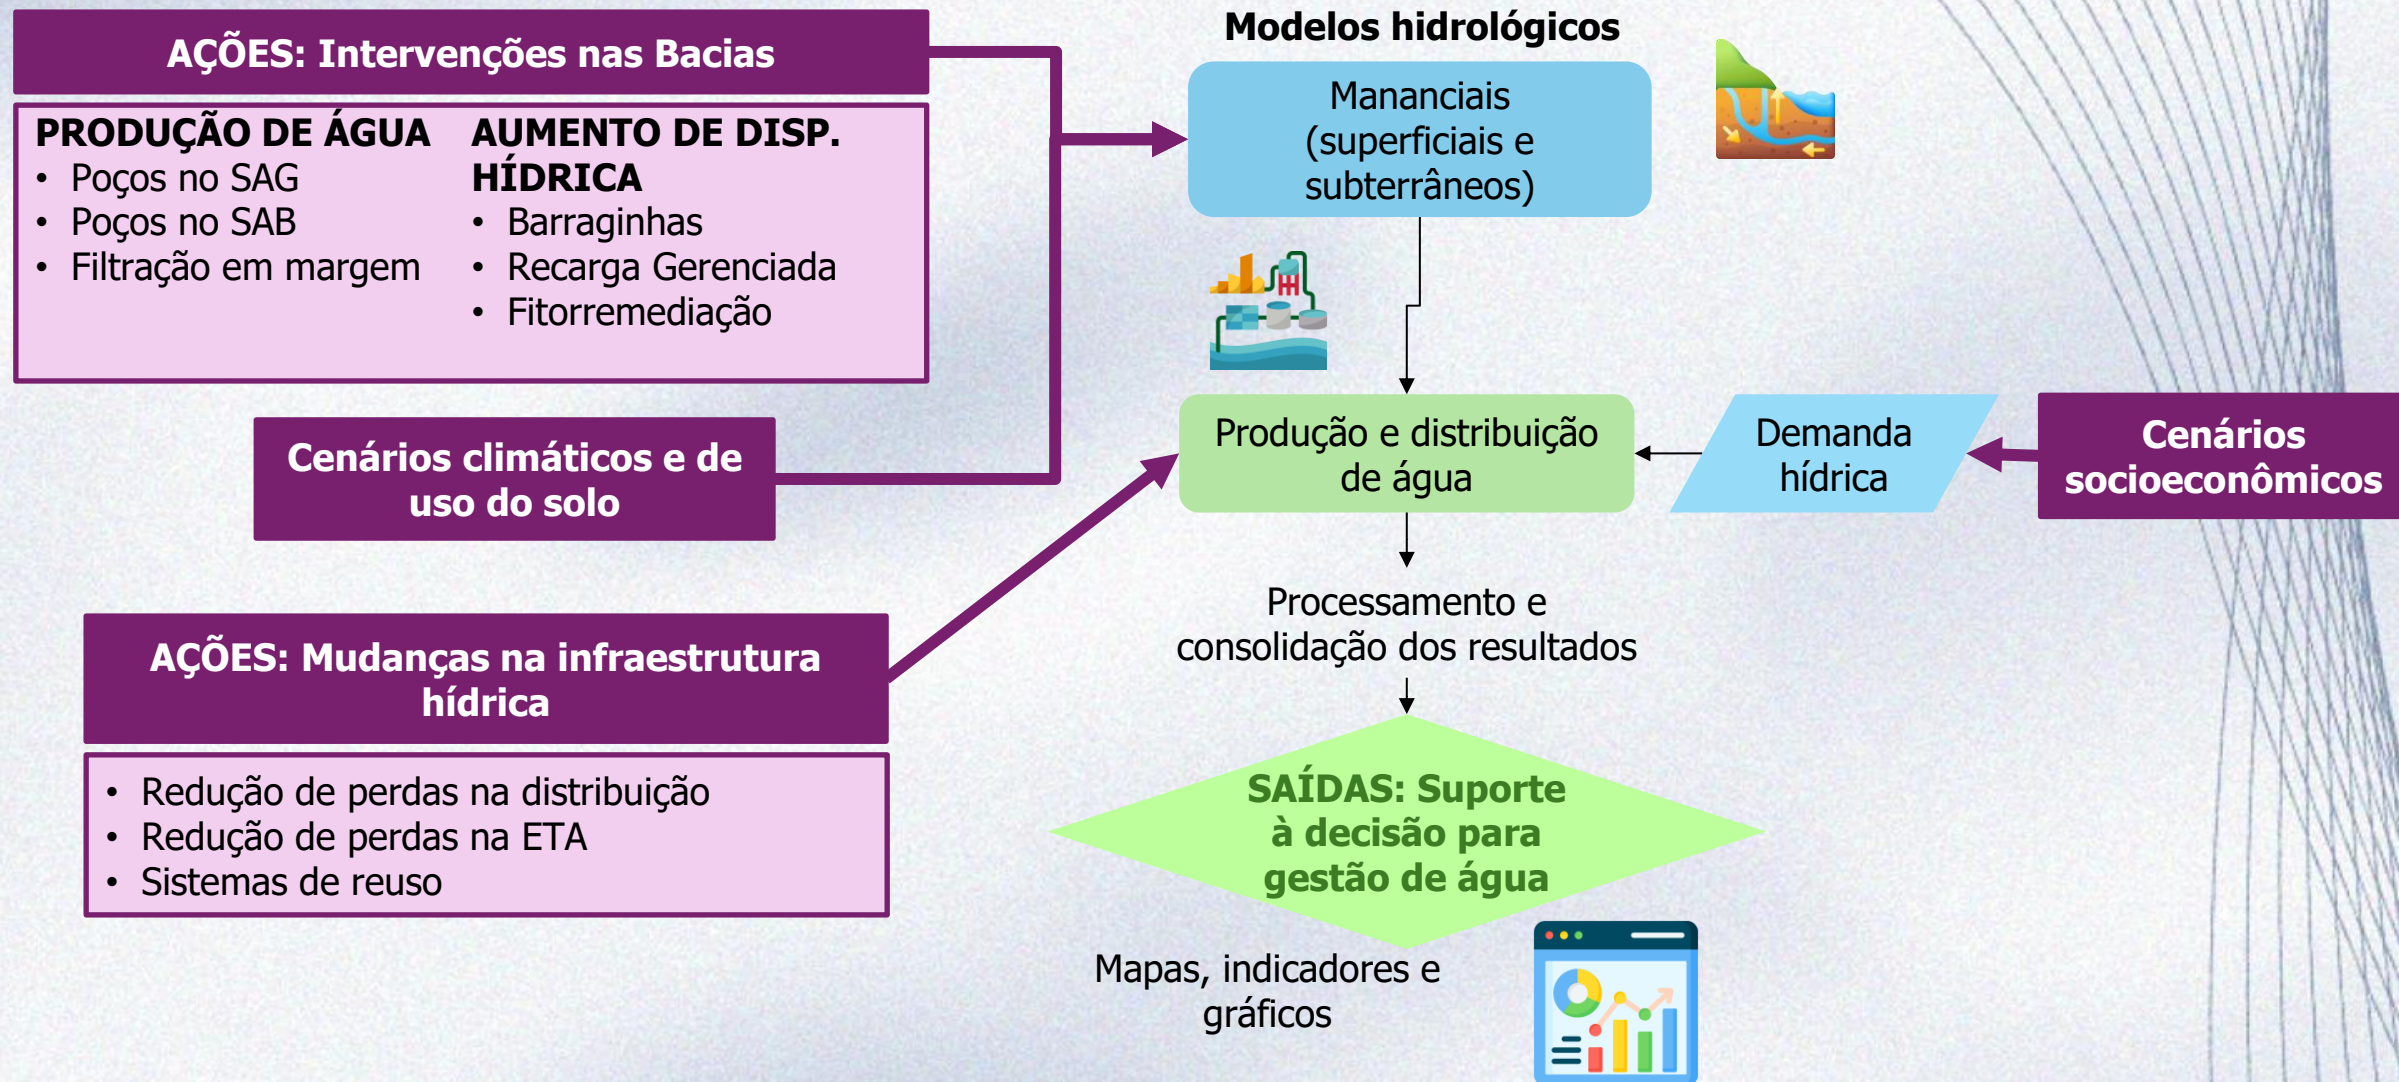 AÇÕES: Intervenções nas Bacias
PRODUÇÃO DE ÁGUA
• Poços no SAG
• Poços no SAB
• Filtração em margem
AUMENTO DE DISP.
HÍDRICA
• Barraginhas
• Recarga Gerenciada
• Fitorremediação
Cenários climáticos e de
uso do solo
AÇÕES: Mudanças na infraestrutura
hídrica
• Redução de perdas na distribuição
• Redução de perdas na ETA
• Sistemas de reuso
Modelos hidrológicos
Mananciais
(superficiais e
subterrâneos)
Produção e distribuição
de água
Demanda
hídrica
Cenários
socioeconômicos
Processamento e
consolidação dos resultados
SAÍDAS: Suporte
à decisão para
gestão de água
Mapas, indicadores e
gráficos